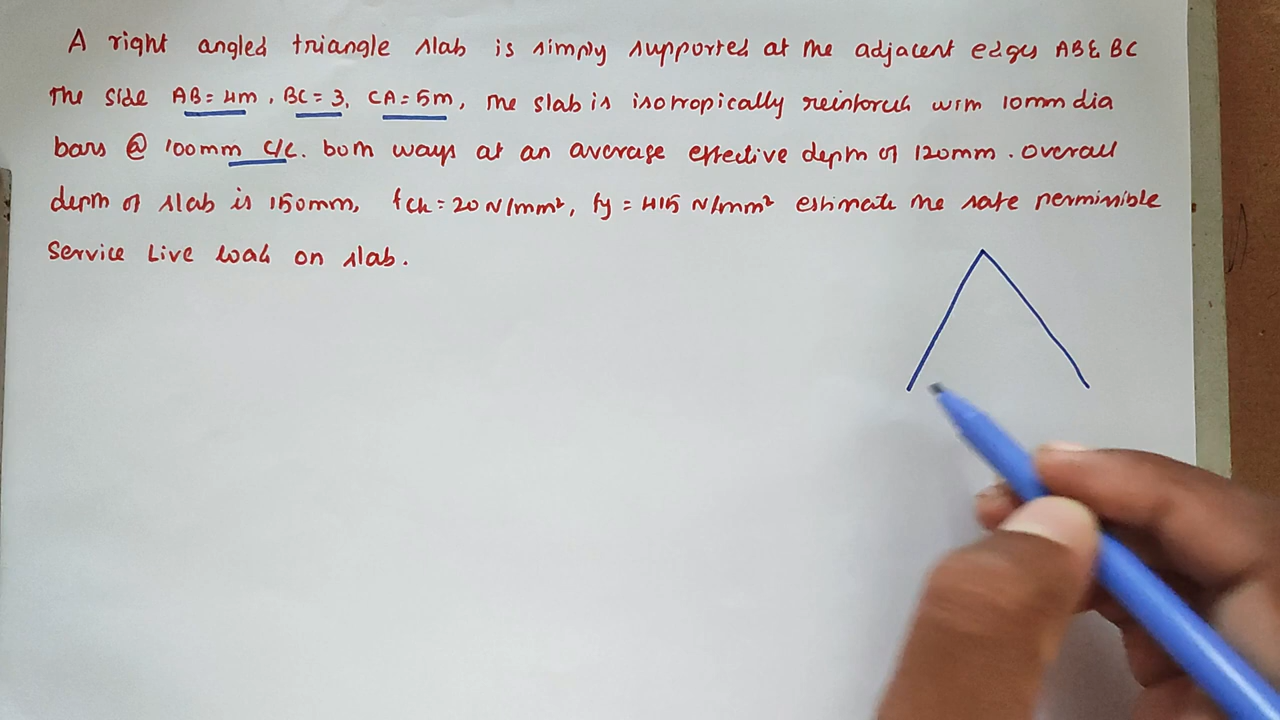 A right angled triangle slab is simply supported at the adjacent edges AB & BC
The side AB = 4m, BC = 3, CA = 5m, the slab is isotropically reinforced with 10mm dia
bars @ 100mm C/C. both ways at an average effective depth of 120mm. overall
depth of slab is 150mm, fck = 20 N/mm², fy = 415 N/mm² estimate the safe permissible
Service Live load on slab.